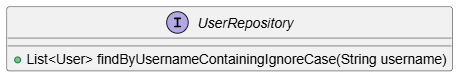 I UserRepository
+ List<User> findByUsernameContainingIgnoreCase(String username)